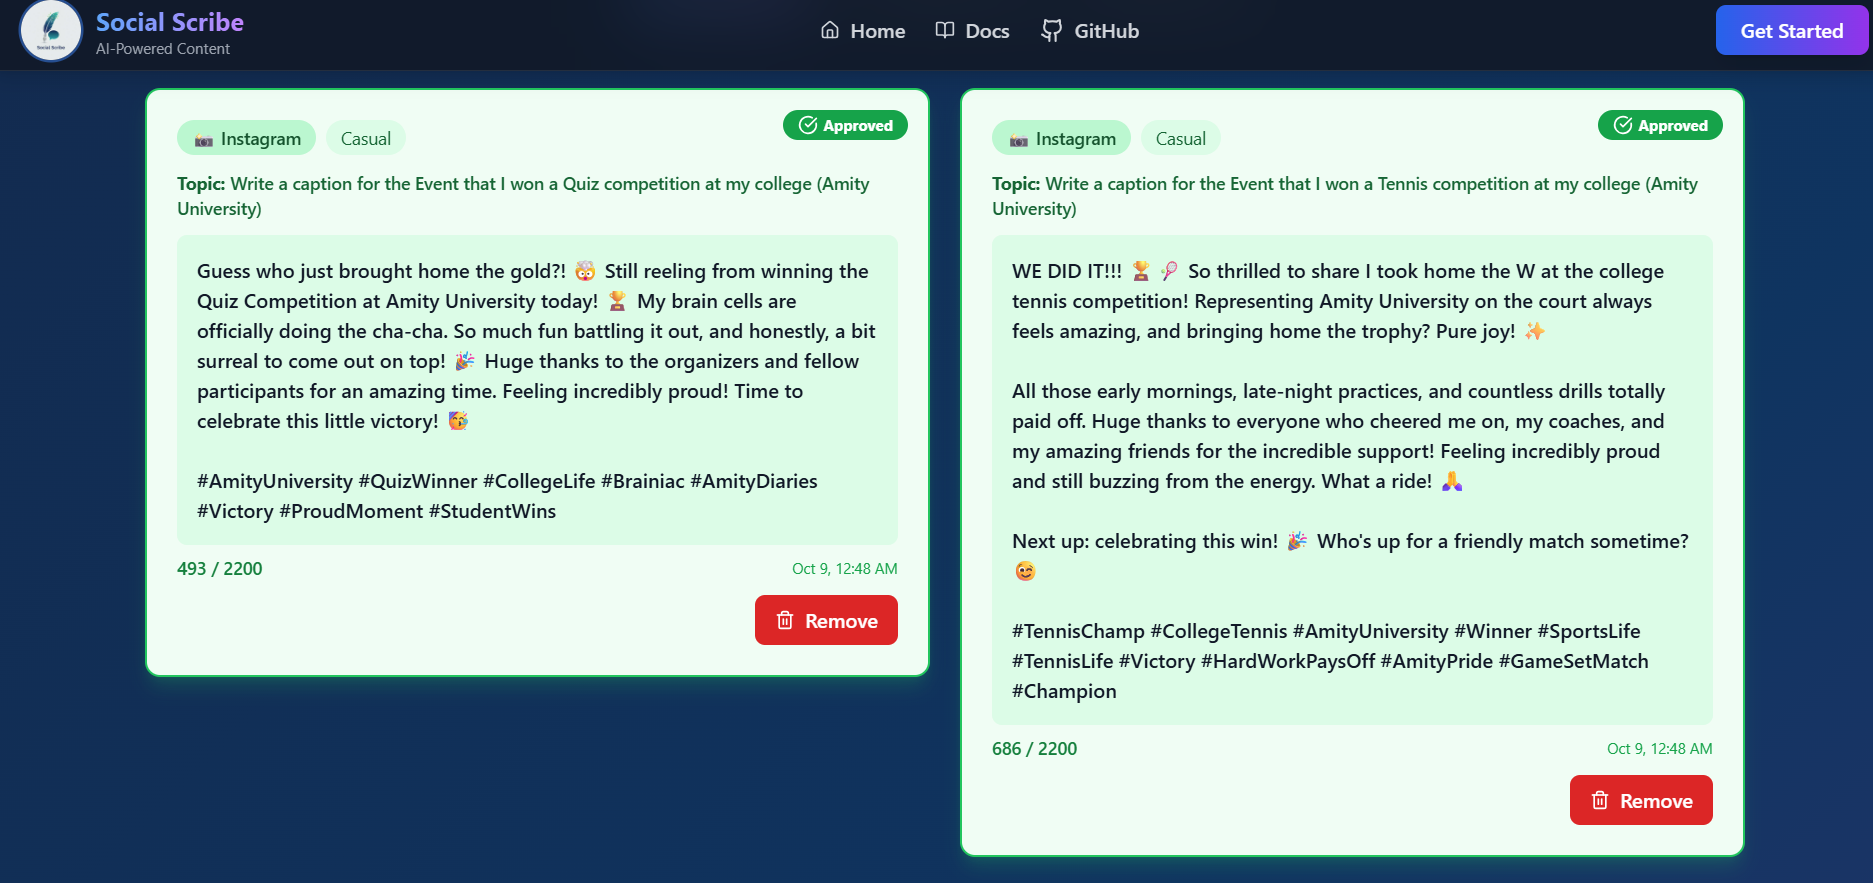 Social Scribe
AI-Powered Content
Home
Docs
GitHub
Get Started
Instagram
Casual
Approved
Topic: Write a caption for the Event that I won a Quiz competition at my college (Amity
University)
Guess who just brought home the gold?! 🤯 Still reeling from winning the
Quiz Competition at Amity University today! 🏆 My brain cells are
officially doing the cha-cha. So much fun battling it out, and honestly, a bit
surreal to come out on top! 🎉 Huge thanks to the organizers and fellow
participants for an amazing time. Feeling incredibly proud! Time to
celebrate this little victory! 🥳
#AmityUniversity #QuizWinner #CollegeLife #Brainiac #AmityDiaries
#Victory #ProudMoment #StudentWins
493 / 2200
Oct 9, 12:48 AM
Remove
Instagram
Casual
Approved
Topic: Write a caption for the Event that I won a Tennis competition at my college (Amity
University)
WE DID IT!!! 🏆 🎾 So thrilled to share I took home the W at the college
tennis competition! Representing Amity University on the court always
feels amazing, and bringing home the trophy? Pure joy! ✨
All those early mornings, late-night practices, and countless drills totally
paid off. Huge thanks to everyone who cheered me on, my coaches, and
my amazing friends for the incredible support! Feeling incredibly proud
and still buzzing from the energy. What a ride! 🙏
Next up: celebrating this win! 🎉 Who's up for a friendly match sometime?
😉
#TennisChamp #CollegeTennis #AmityUniversity #Winner #SportsLife
#TennisLife #Victory #HardWorkPaysOff #AmityPride #GameSetMatch
#Champion
686 / 2200
Oct 9, 12:48 AM
Remove